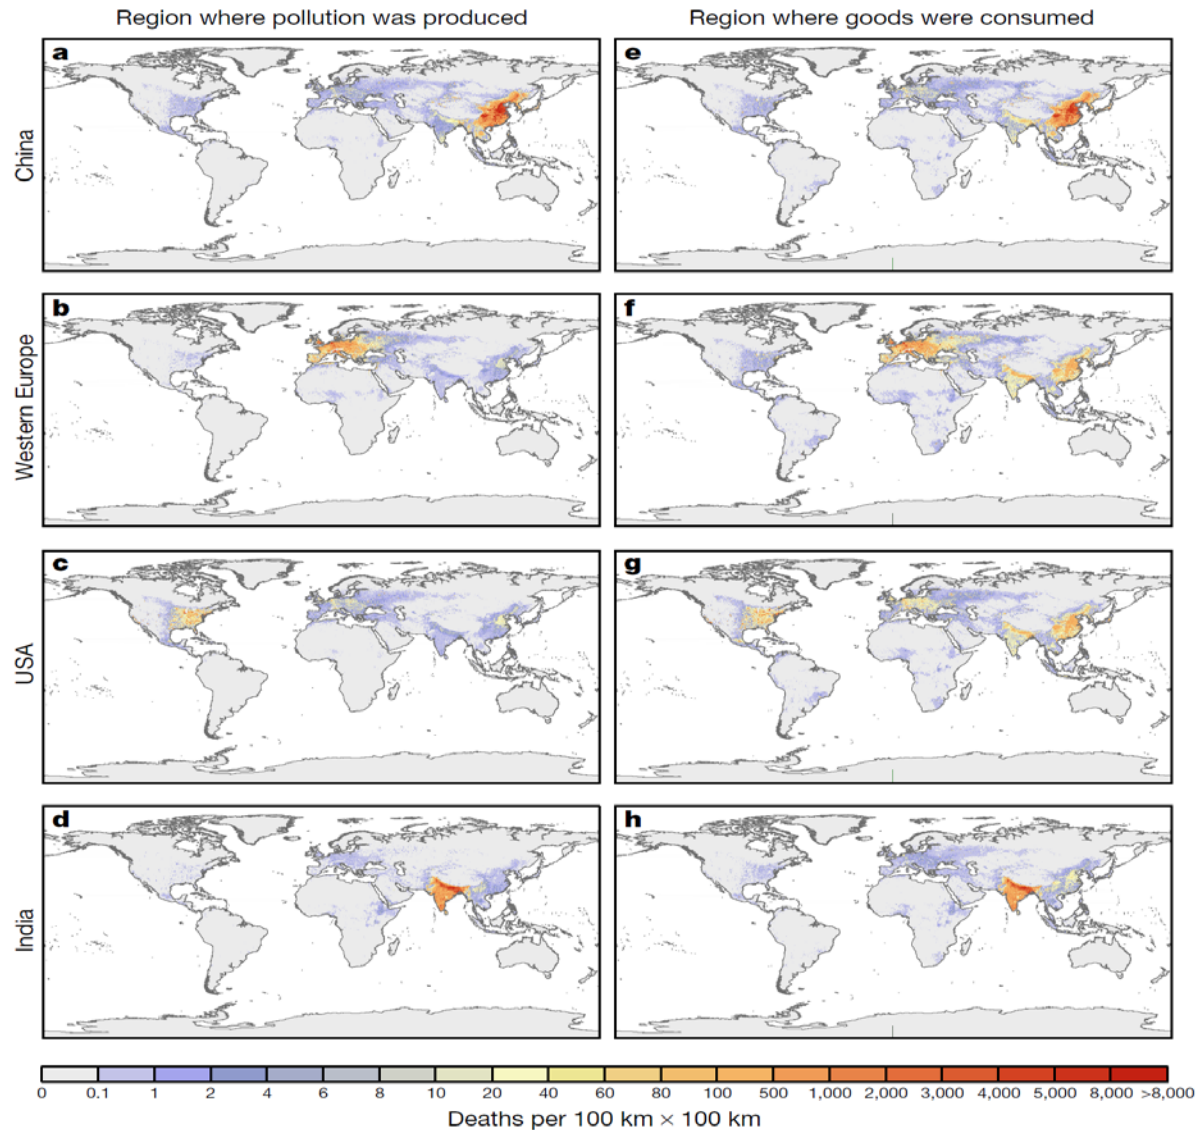 Region where pollution was produced
Region where goods were consumed
a
e
China
b
f
Western Europe
c
g
USA
d
h
India
0 0.1 1 2 4 6 8 10 20 40 60 80 100 500 1,000 2,000 3,000 4,000 5,000 8,000 >8,000
Deaths per 100 km × 100 km